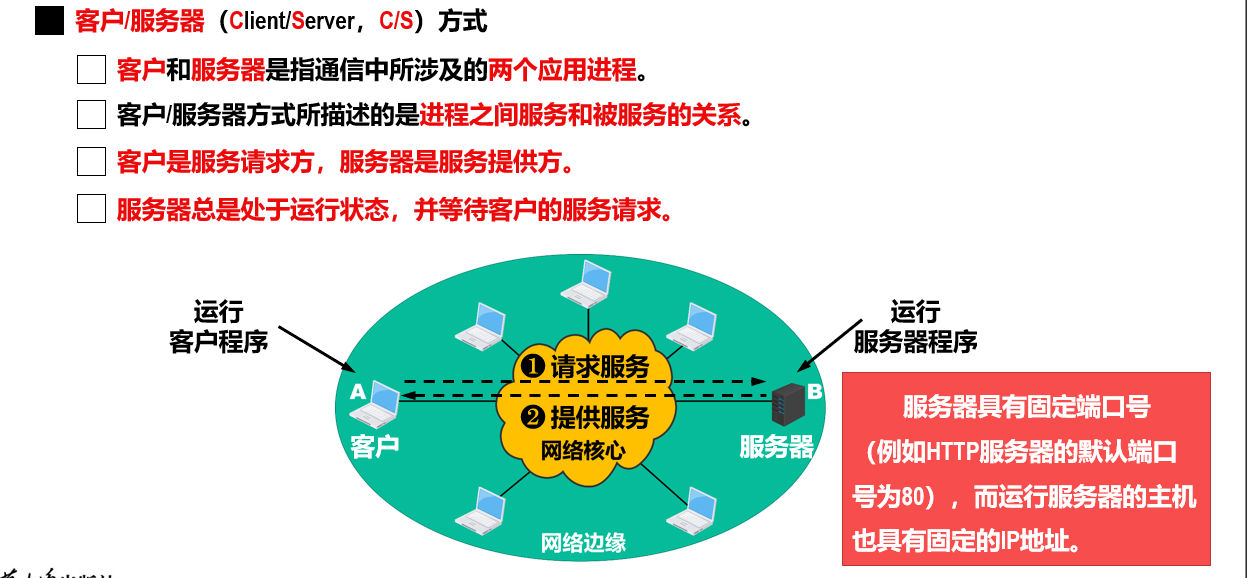 客户/服务器（Client/Server，C/S）方式
客户和服务器是指通信中所涉及的两个应用进程。
客户/服务器方式所描述的是进程之间服务和被服务的关系。
客户是服务请求方，服务器是服务提供方。
服务器总是处于运行状态，并等待客户的服务请求。
运行
客户程序
运行
服务器程序
❶ 请求服务
A
B
❷ 提供服务
客户
网络核心
服务器
网络边缘
服务器具有固定端口号
（例如HTTP服务器的默认端口
号为80），而运行服务器的主机
也具有固定的IP地址。